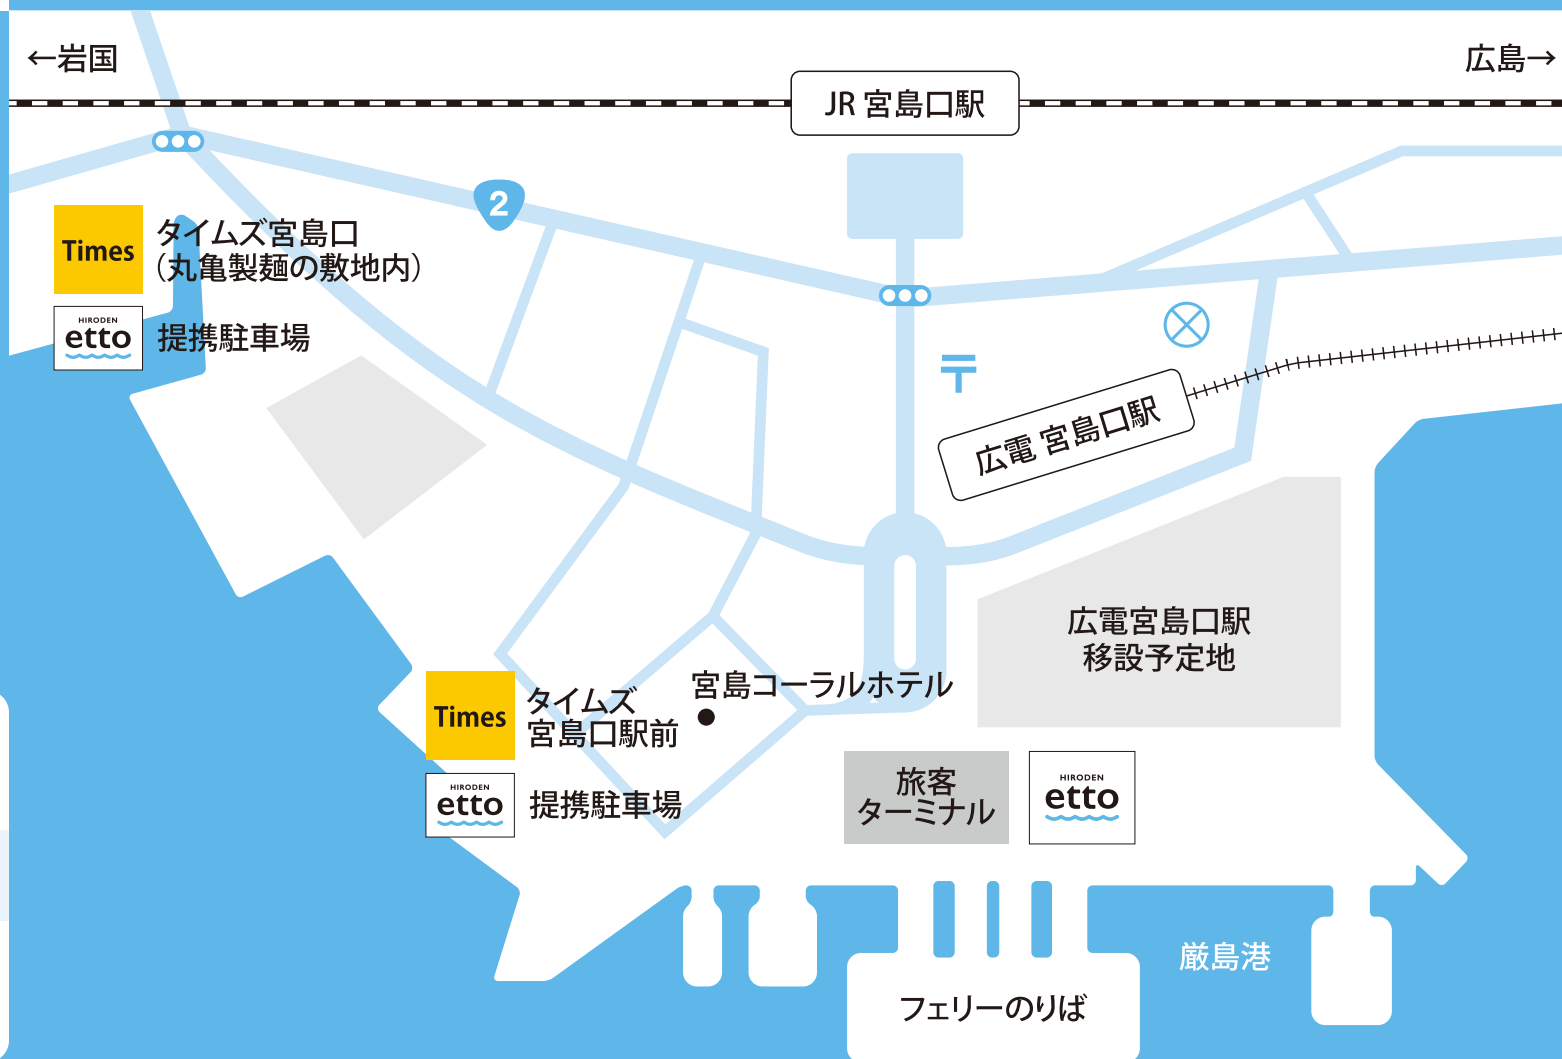 ←岩国
広島→
JR 宮島口駅
2
Times
タイムズ宮島口
(丸亀製麺の敷地内)
HIRODEN
etto
提携駐車場
〒
広電 宮島口駅
広電宮島口駅
移設予定地
宮島コーラルホテル
Times
タイムズ
宮島口駅前
HIRODEN
etto
提携駐車場
旅客
ターミナル
HIRODEN
etto
厳島港
フェリーのりば